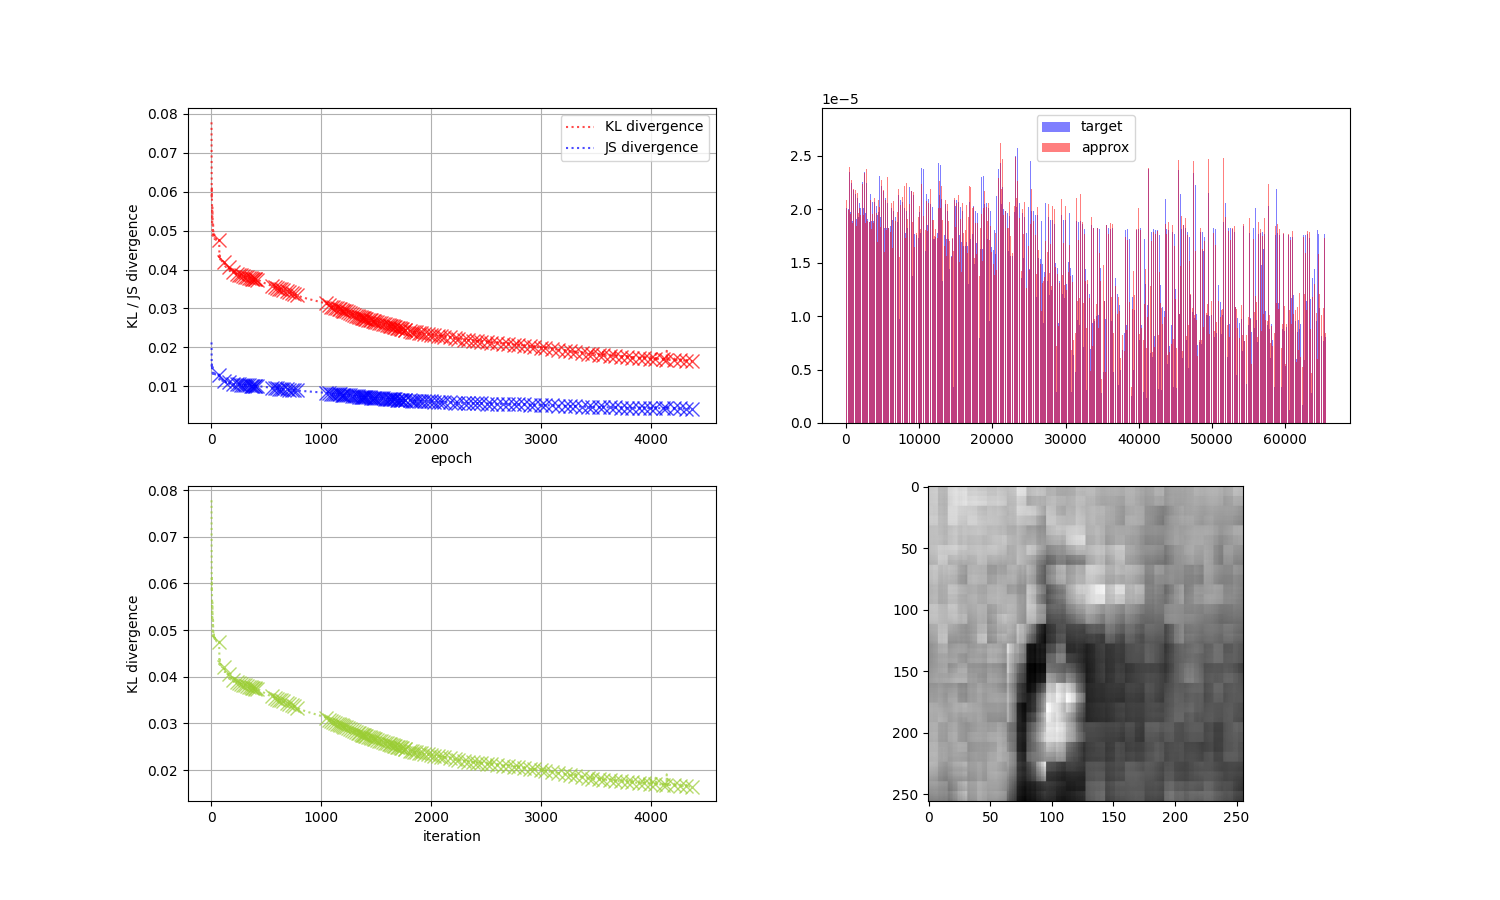 0.08
0.07
0.06
0.05
0.04
0.03
0.02
0.01
KL / JS divergence
KL divergence
JS divergence
0 1000 2000 3000 4000
epoch
1e−5
2.5
2.0
1.5
1.0
0.5
0.0
target
approx
0 10000 20000 30000 40000 50000 60000
0.08
0.07
0.06
0.05
0.04
0.03
0.02
KL divergence
0 1000 2000 3000 4000
iteration
0
50
100
150
200
250
0 50 100 150 200 250